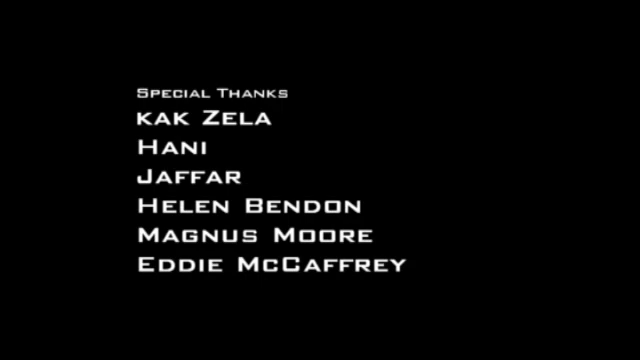 Special Thanks
kak Zela
Hani
Jaffar
Helen Bendon
Magnus Moore
Eddie McCaffrey